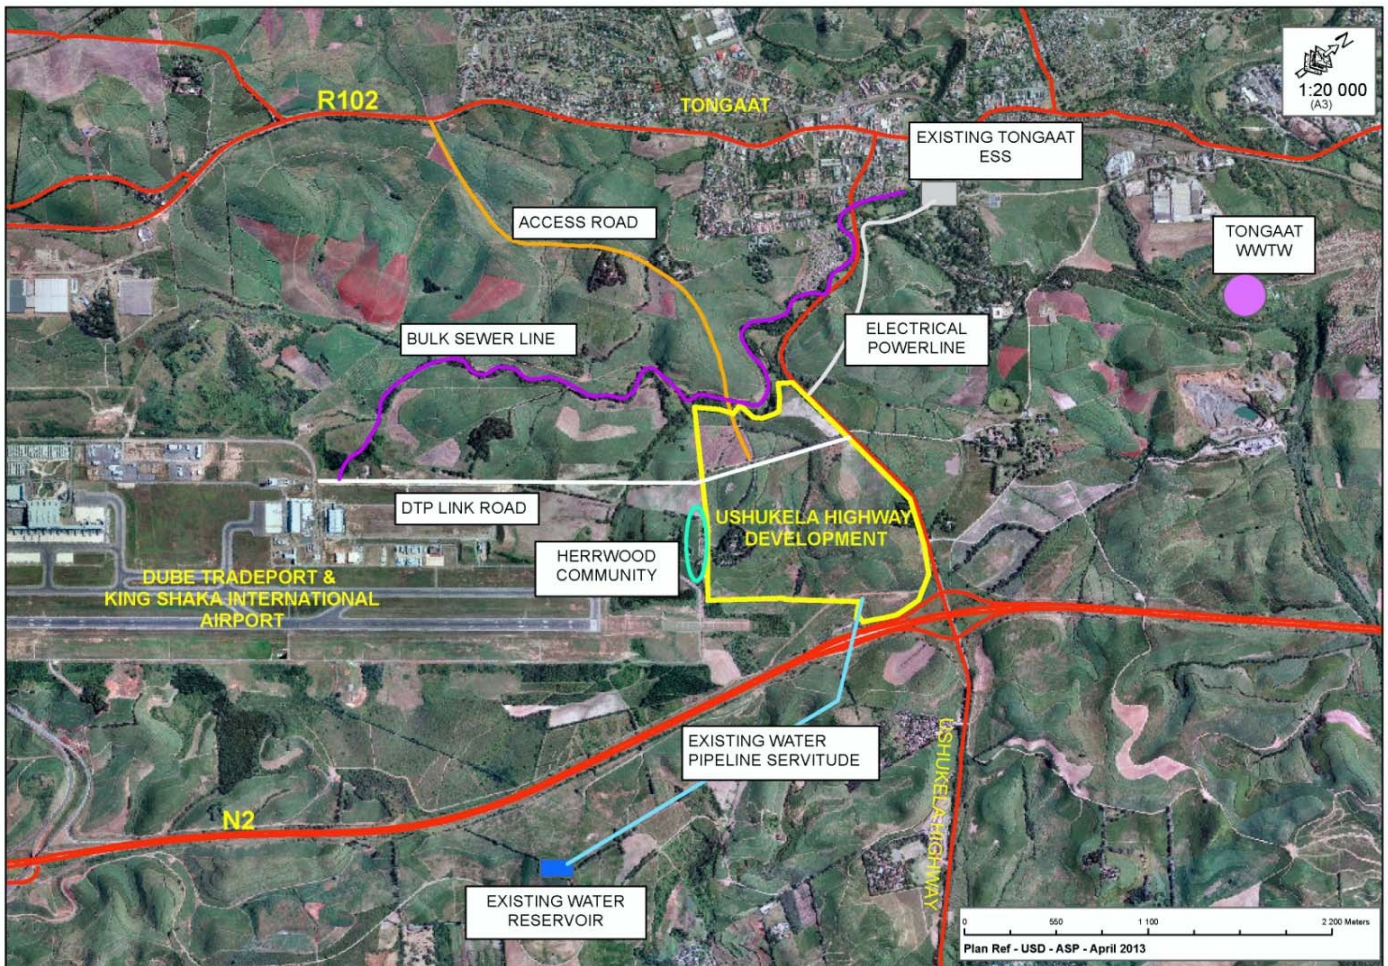 N
1:20 000
(A3)
R102
TONGAAT
EXISTING TONGAAT
ESS
ACCESS ROAD
TONGAAT
WWTW
BULK SEWER LINE
ELECTRICAL
POWERLINE
DTP LINK ROAD
USHUKELA HIGHWAY
DEVELOPMENT
HERRWOOD
COMMUNITY
DUBE TRADEPORT &
KING SHAKA INTERNATIONAL
AIRPORT
EXISTING WATER
PIPELINE SERVITUDE
USHUKELA HIGHWAY
N2
EXISTING WATER
RESERVOIR
0 550 1 100 2 200 Meters
Plan Ref - USD - ASP - April 2013